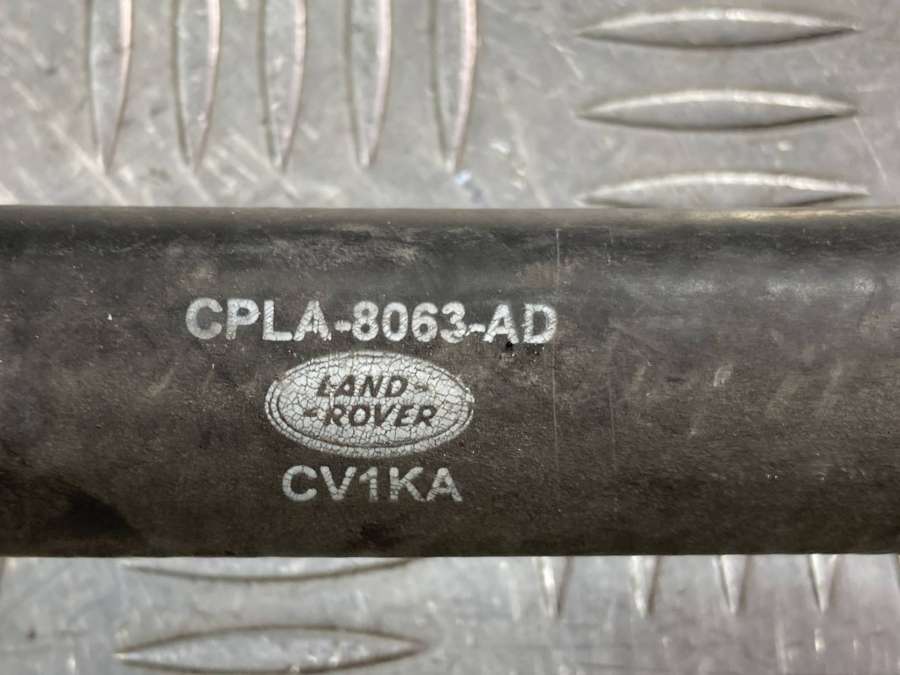 CPLA-8063-AD
LAND-
-ROVER
CV1KA